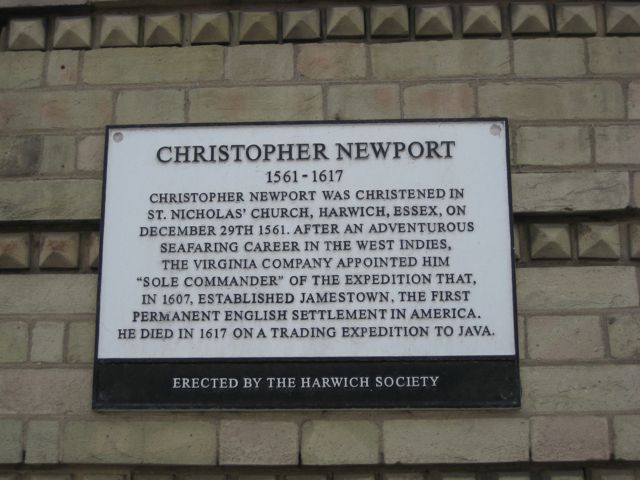 CHRISTOPHER NEWPORT
1561-1617
CHRISTOPHER NEWPORT WAS CHRISTENED IN
ST. NICHOLAS' CHURCH, HARWICH, ESSEX, ON
DECEMBER 29TH 1561. AFTER AN ADVENTUROUS
SEAFARING CAREER IN THE WEST INDIES,
THE VIRGINIA COMPANY APPOINTED HIM
“SOLE COMMANDER” OF THE EXPEDITION THAT,
IN 1607, ESTABLISHED JAMESTOWN, THE FIRST
PERMANENT ENGLISH SETTLEMENT IN AMERICA.
HE DIED IN 1617 ON A TRADING EXPEDITION TO JAVA.
ERECTED BY THE HARWICH SOCIETY